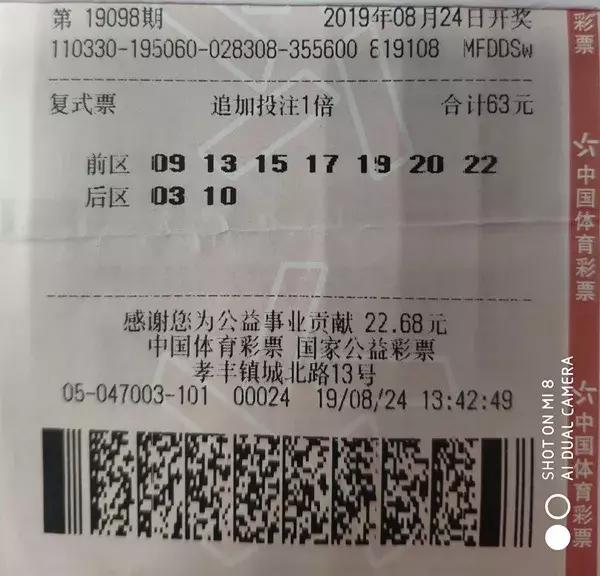 第 19098期 2019年08月24日开奖
110330-195060-028308-355600 819108 MFDDSW
复式票 追加投注1倍 合计63元
前区 09 13 15 17 19 20 22
后区 03 10
感谢您为公益事业贡献 22.68元
中国体育彩票 国家公益彩票
孝丰镇城北路13号
05-047003-101 00024 19/08/24 13:42:49
彩票
中国体育彩票
中国体育彩票
SHOT ON MI 8
AI DUAL CAMERA